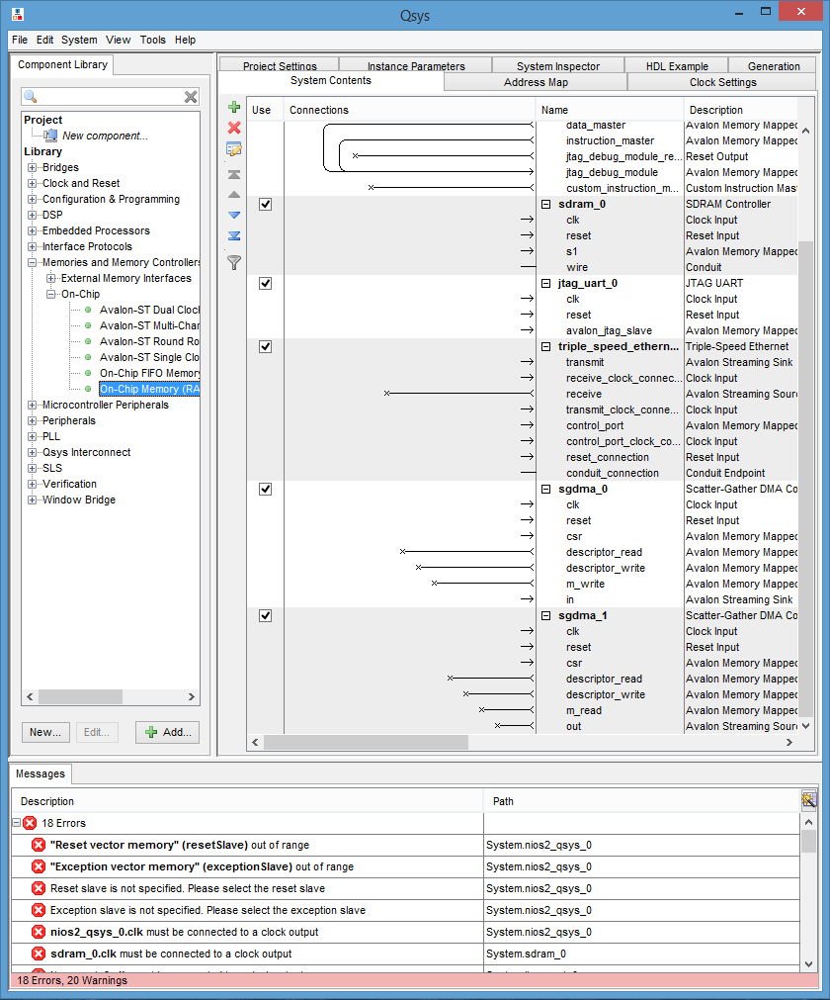 Qsys
File Edit System View Tools Help
Component Library
Project
New component...
Library
Bridges
Clock and Reset
Configuration & Programming
DSP
Embedded Processors
Interface Protocols
Memories and Memory Controllers
External Memory Interfaces
On-Chip
Avalon-ST Dual Clock
Avalon-ST Multi-Char
Avalon-ST Round Ro
Avalon-ST Single Clo
On-Chip FIFO Memory
On-Chip Memory (RA
Microcontroller Peripherals
Peripherals
PLL
Qsys Interconnect
SLS
Verification
Window Bridge
New... Edit... Add...
Project Settings Instance Parameters System Inspector HDL Example Generation
System Contents Address Map Clock Settings
Use Connections Name Description
data_master Avalon Memory Mapped
instruction_master Avalon Memory Mapped
jtag_debug_module_re... Reset Output
jtag_debug_module Avalon Memory Mapped
custom_instruction_m... Custom Instruction Mas
sdram_0 SDRAM Controller
clk Clock Input
reset Reset Input
s1 Avalon Memory Mapped
wire Conduit
jtag_uart_0 JTAG UART
clk Clock Input
reset Reset Input
avalon_jtag_slave Avalon Memory Mapped
triple_speed_ethern... Triple-Speed Ethernet
transmit Avalon Streaming Sink
receive_clock_connec... Clock Input
receive Avalon Streaming Sourc
transmit_clock_conne... Clock Input
control_port Avalon Memory Mapped
control_port_clock_co... Clock Input
reset_connection Reset Input
conduit_connection Conduit Endpoint
sgdma_0 Scatter-Gather DMA Co
clk Clock Input
reset Reset Input
csr Avalon Memory Mapped
descriptor_read Avalon Memory Mapped
descriptor_write Avalon Memory Mapped
m_write Avalon Memory Mapped
in Avalon Streaming Sink
sgdma_1 Scatter-Gather DMA Co
clk Clock Input
reset Reset Input
csr Avalon Memory Mapped
descriptor_read Avalon Memory Mapped
descriptor_write Avalon Memory Mapped
m_read Avalon Memory Mapped
out Avalon Streaming Sourc
Messages
Description Path
18 Errors
"Reset vector memory" (resetSlave) out of range System.nios2_qsys_0
"Exception vector memory" (exceptionSlave) out of range System.nios2_qsys_0
Reset slave is not specified. Please select the reset slave System.nios2_qsys_0
Exception slave is not specified. Please select the exception slave System.nios2_qsys_0
nios2_qsys_0.clk must be connected to a clock output System.nios2_qsys_0
sdram_0.clk must be connected to a clock output System.sdram_0
18 Errors, 20 Warnings